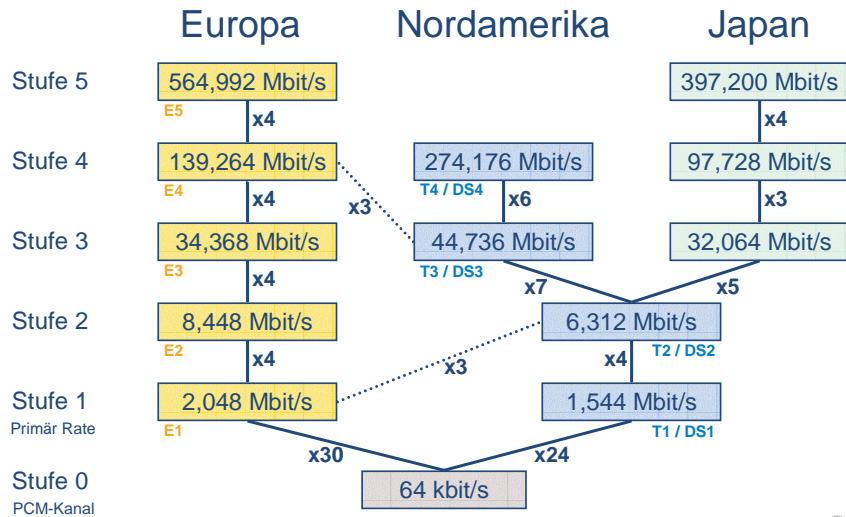 Europa Nordamerika Japan
Stufe 5 564,992 Mbit/s 397,200 Mbit/s
E5 x4 x4
Stufe 4 139,264 Mbit/s 274,176 Mbit/s 97,728 Mbit/s
E4 x4 x3 T4 / DS4 x6 x3
Stufe 3 34,368 Mbit/s 44,736 Mbit/s 32,064 Mbit/s
E3 x4 T3 / DS3 x7 x5
Stufe 2 8,448 Mbit/s 6,312 Mbit/s
E2 x4 x3 x4 T2 / DS2
Stufe 1 2,048 Mbit/s 1,544 Mbit/s
Primär Rate E1 x30 x24 T1 / DS1
Stufe 0 64 kbit/s
PCM-Kanal